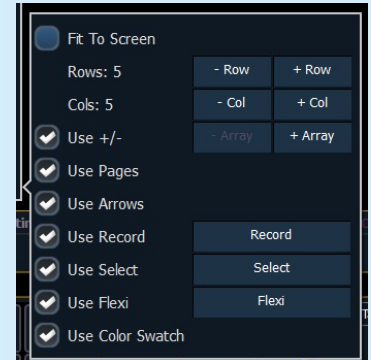 Fit To Screen
Rows: 5 - Row + Row
Cols: 5 - Col + Col
Use +/- - Array + Array
Use Pages
Use Arrows
Use Record Record
Use Select Select
Use Flexi Flexi
Use Color Swatch